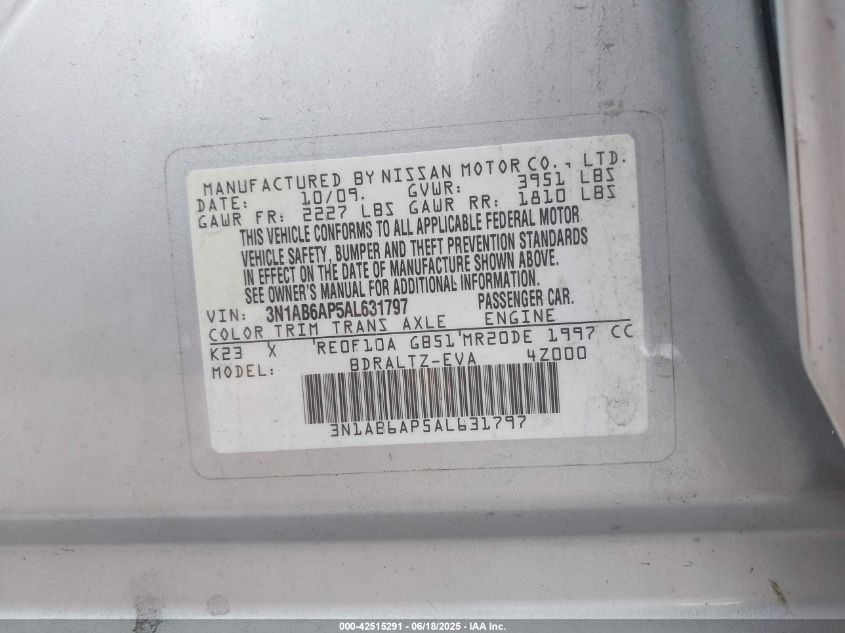 MANUFACTURED BY NISSAN MOTOR CO., LTD.
DATE: 10/09. GVWR: 3951 LBS
GAWR FR: 2227 LBS GAWR RR: 1810 LBS
THIS VEHICLE CONFORMS TO ALL APPLICABLE FEDERAL MOTOR
VEHICLE SAFETY, BUMPER AND THEFT PREVENTION STANDARDS
IN EFFECT ON THE DATE OF MANUFACTURE SHOWN ABOVE.
SEE OWNER'S MANUAL FOR ADDITIONAL INFORMATION.
VIN: 3N1AB6AP5AL631797 PASSENGER CAR.
COLOR TRIM TRANS AXLE ENGINE
K23 X 'RE0F10A GB51'MR20DE 1997 CC
MODEL: BDRALTZ-EVA 4Z000
3N1AB6AP5AL631797
000-42515291 - 06/18/2025 - IAA Inc.